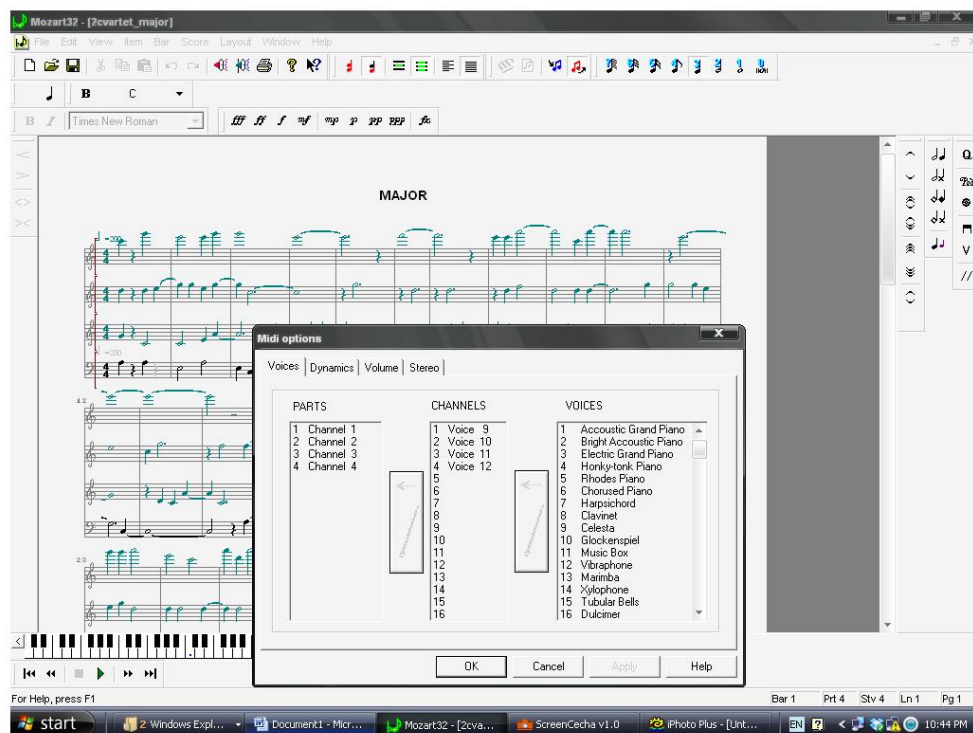 Mozart32 - [2cvartet_major]
File Edit View Item Bar Score Layout Window Help
B C
B I Times New Roman fff ff f mf mp p pp ppp
MAJOR
=200
=200
12
23
Midi options
Voices Dynamics Volume Stereo
PARTS CHANNELS VOICES
1 Channel 1 1 Voice 9 1 Accoustic Grand Piano
2 Channel 2 2 Voice 10 2 Bright Accoustic Piano
3 Channel 3 3 Voice 11 3 Electric Grand Piano
4 Channel 4 4 Voice 12 4 Honky-tonk Piano
5 5 Rhodes Piano
6 6 Chorused Piano
7 7 Harpsichord
8 8 Clavinet
9 9 Celesta
10 10 Glockenspiel
11 11 Music Box
12 12 Vibraphone
13 13 Marimba
14 14 Xylophone
15 15 Tubular Bells
16 16 Dulcimer
OK Cancel Apply Help
For Help, press F1 Bar 1 Prt 4 Stv 4 Ln 1 Pg 1
start 2 Windows Expl... Document1 - Micr... Mozart32 - [2cva... ScreenCecha v1.0 iPhoto Plus - [Unt... EN 10:44 PM